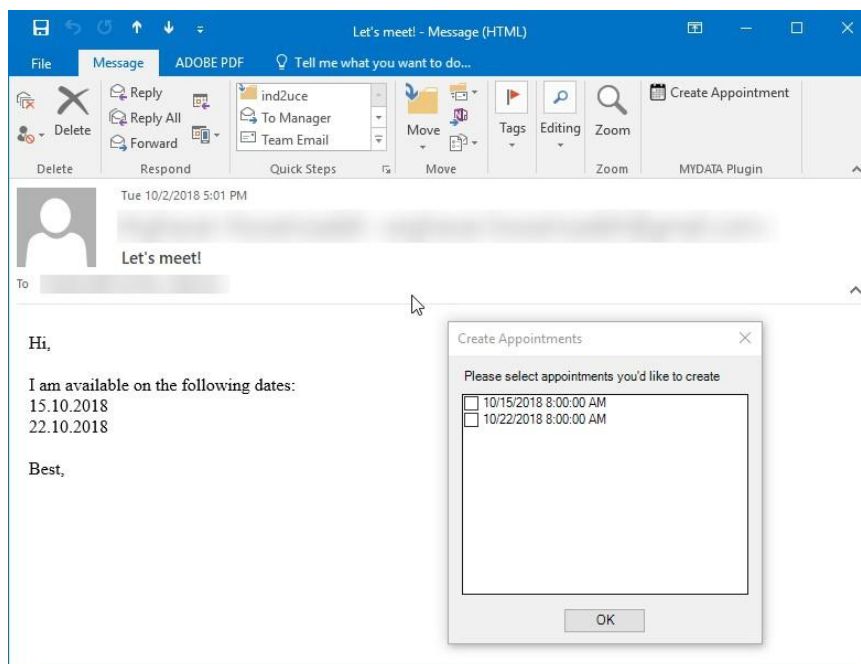 Let's meet! - Message (HTML)
File Message ADOBE PDF Tell me what you want to do...
Delete
Reply
Reply All
Forward
ind2uce
To Manager
Team Email
Move
Tags
Editing
Zoom
Create Appointment
Delete Respond Quick Steps Move Zoom MYDATA Plugin
Tue 10/2/2018 5:01 PM
Let's meet!
To
Hi,
I am available on the following dates:
15.10.2018
22.10.2018
Best,
Create Appointments
Please select appointments you'd like to create
10/15/2018 8:00:00 AM
10/22/2018 8:00:00 AM
OK